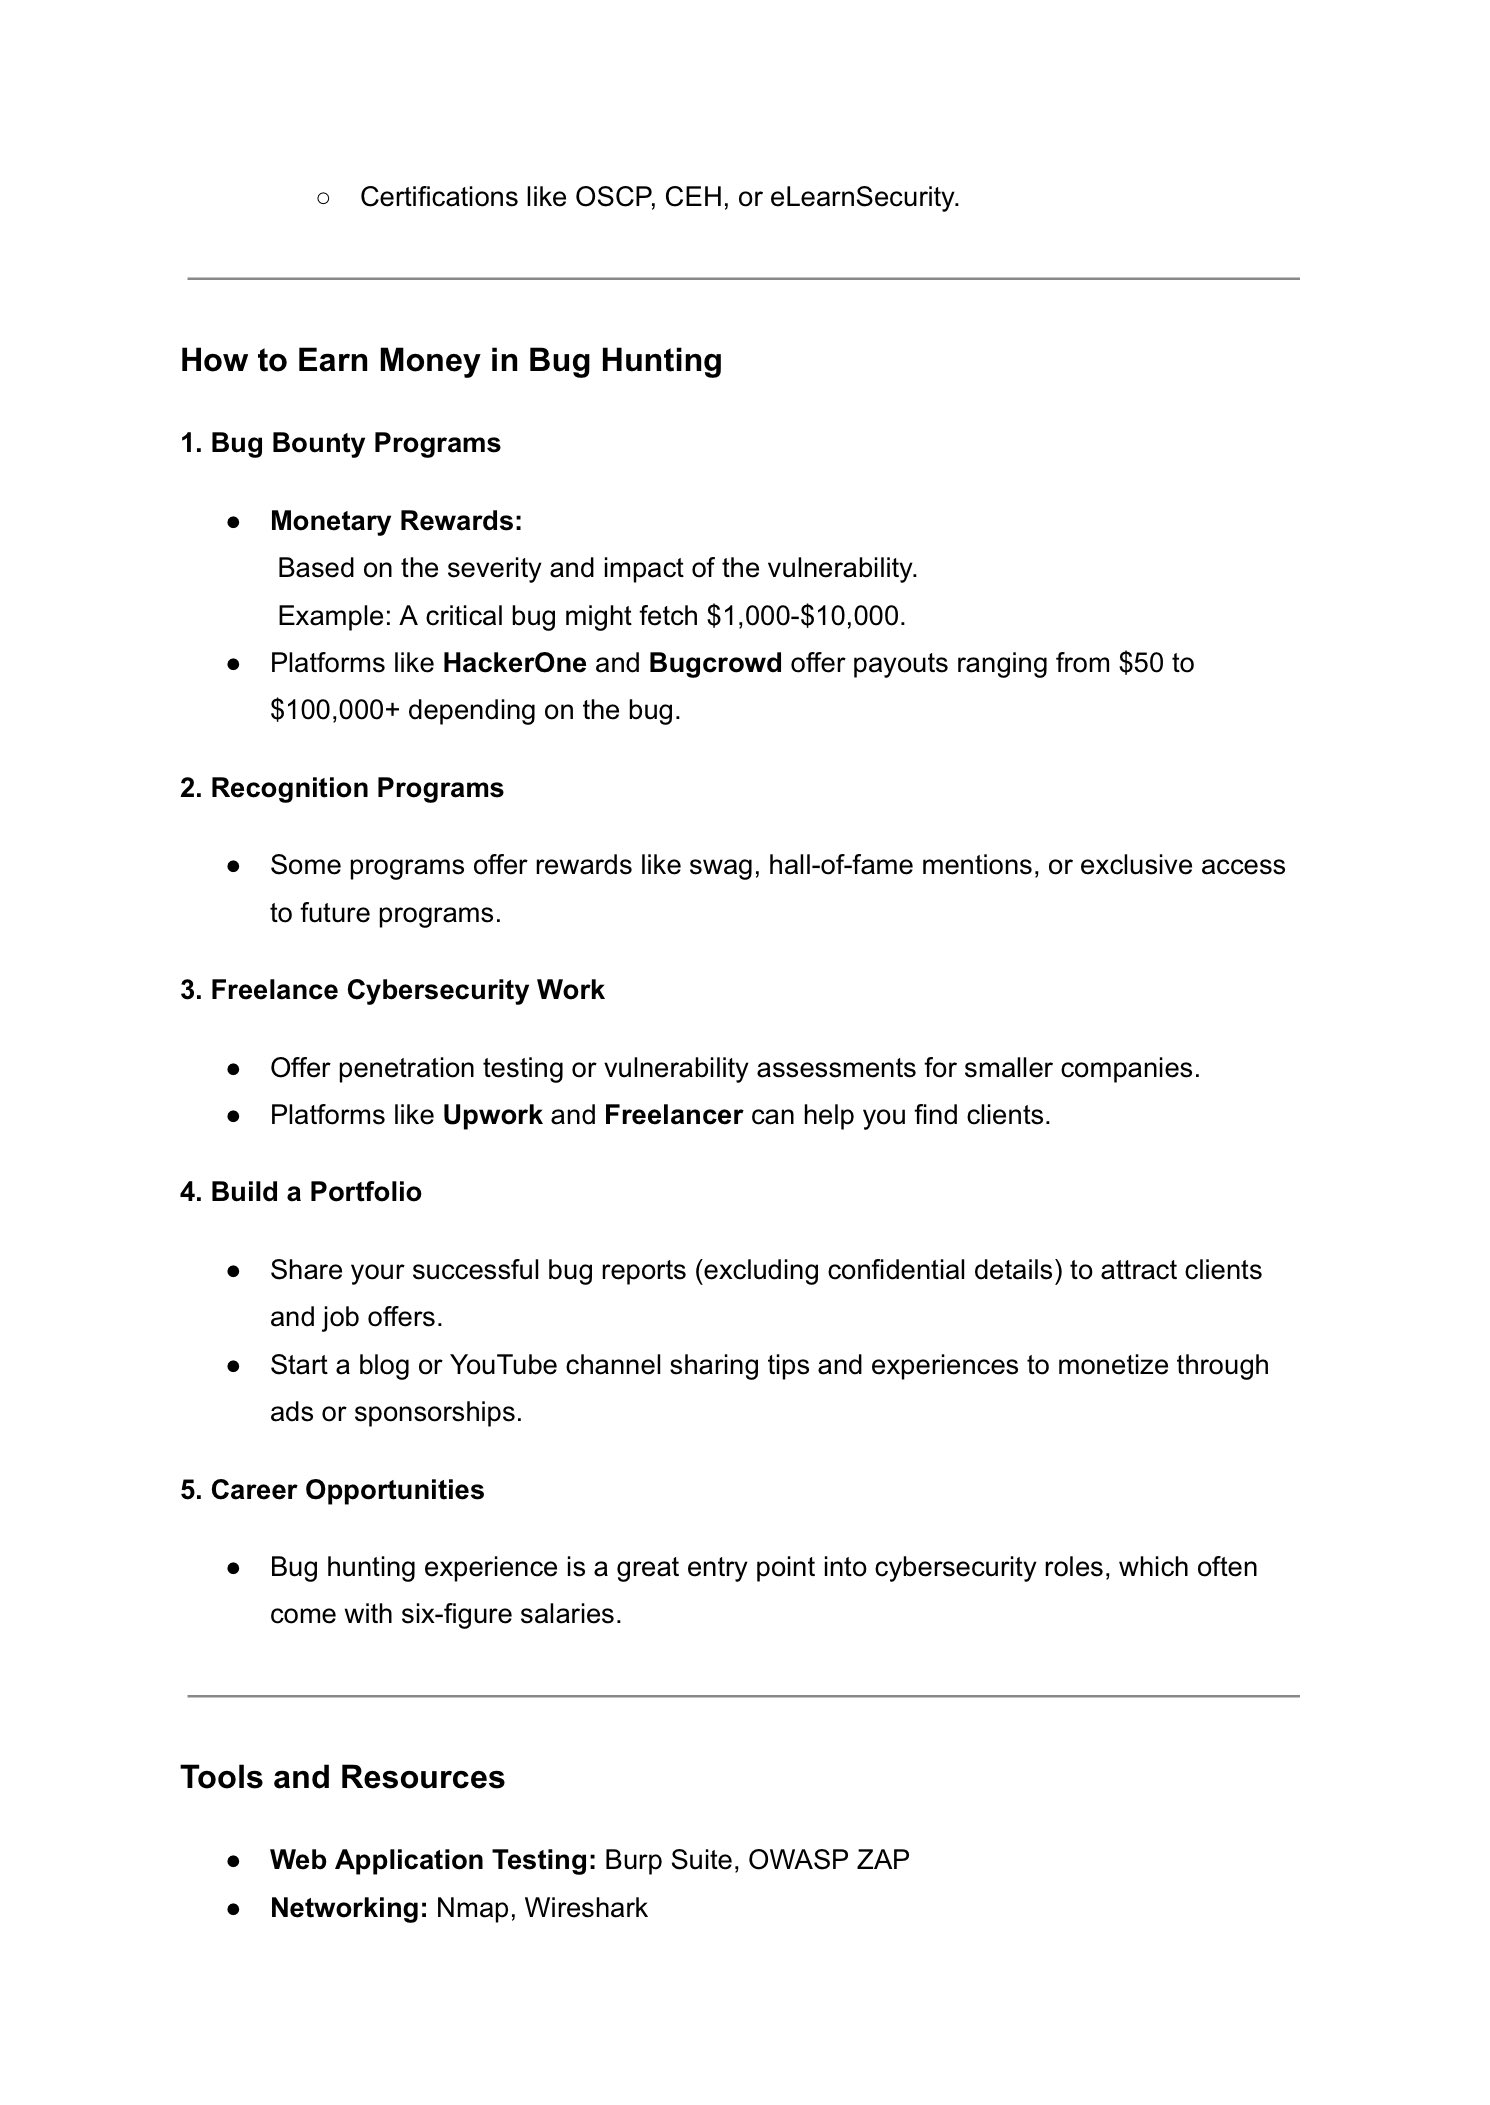 ○ Certifications like OSCP, CEH, or eLearnSecurity.
How to Earn Money in Bug Hunting
1. Bug Bounty Programs
● Monetary Rewards:
Based on the severity and impact of the vulnerability.
Example: A critical bug might fetch $1,000-$10,000.
● Platforms like HackerOne and Bugcrowd offer payouts ranging from $50 to
$100,000+ depending on the bug.
2. Recognition Programs
● Some programs offer rewards like swag, hall-of-fame mentions, or exclusive access
to future programs.
3. Freelance Cybersecurity Work
● Offer penetration testing or vulnerability assessments for smaller companies.
● Platforms like Upwork and Freelancer can help you find clients.
4. Build a Portfolio
● Share your successful bug reports (excluding confidential details) to attract clients
and job offers.
● Start a blog or YouTube channel sharing tips and experiences to monetize through
ads or sponsorships.
5. Career Opportunities
● Bug hunting experience is a great entry point into cybersecurity roles, which often
come with six-figure salaries.
Tools and Resources
● Web Application Testing: Burp Suite, OWASP ZAP
● Networking: Nmap, Wireshark